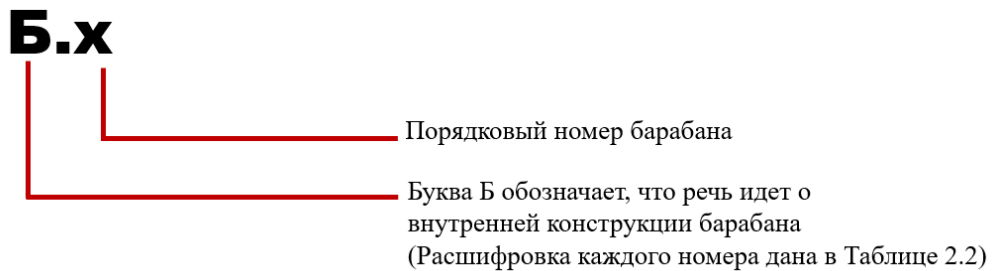 Б.х
Порядковый номер барабана
Буква Б обозначает, что речь идет о
внутренней конструкции барабана
(Расшифровка каждого номера дана в Таблице 2.2)